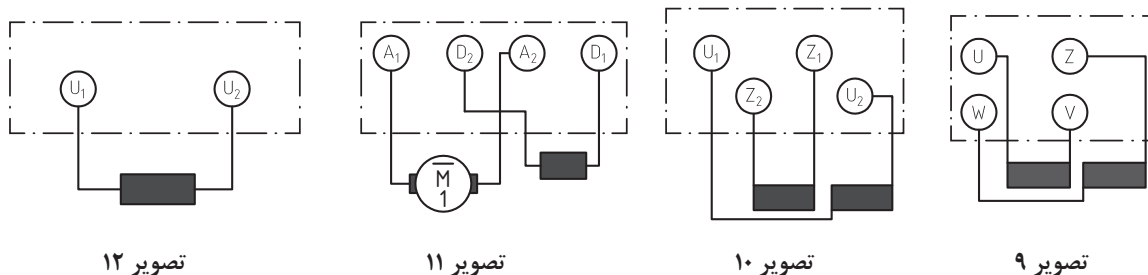 U₁ U₂
A₁ D₂ A₂ D₁
M
1
U₁ Z₁
Z₂ U₂
U Z
W V
تصویر ۹
تصویر ۱۰
تصویر ۱۱
تصویر ۱۲